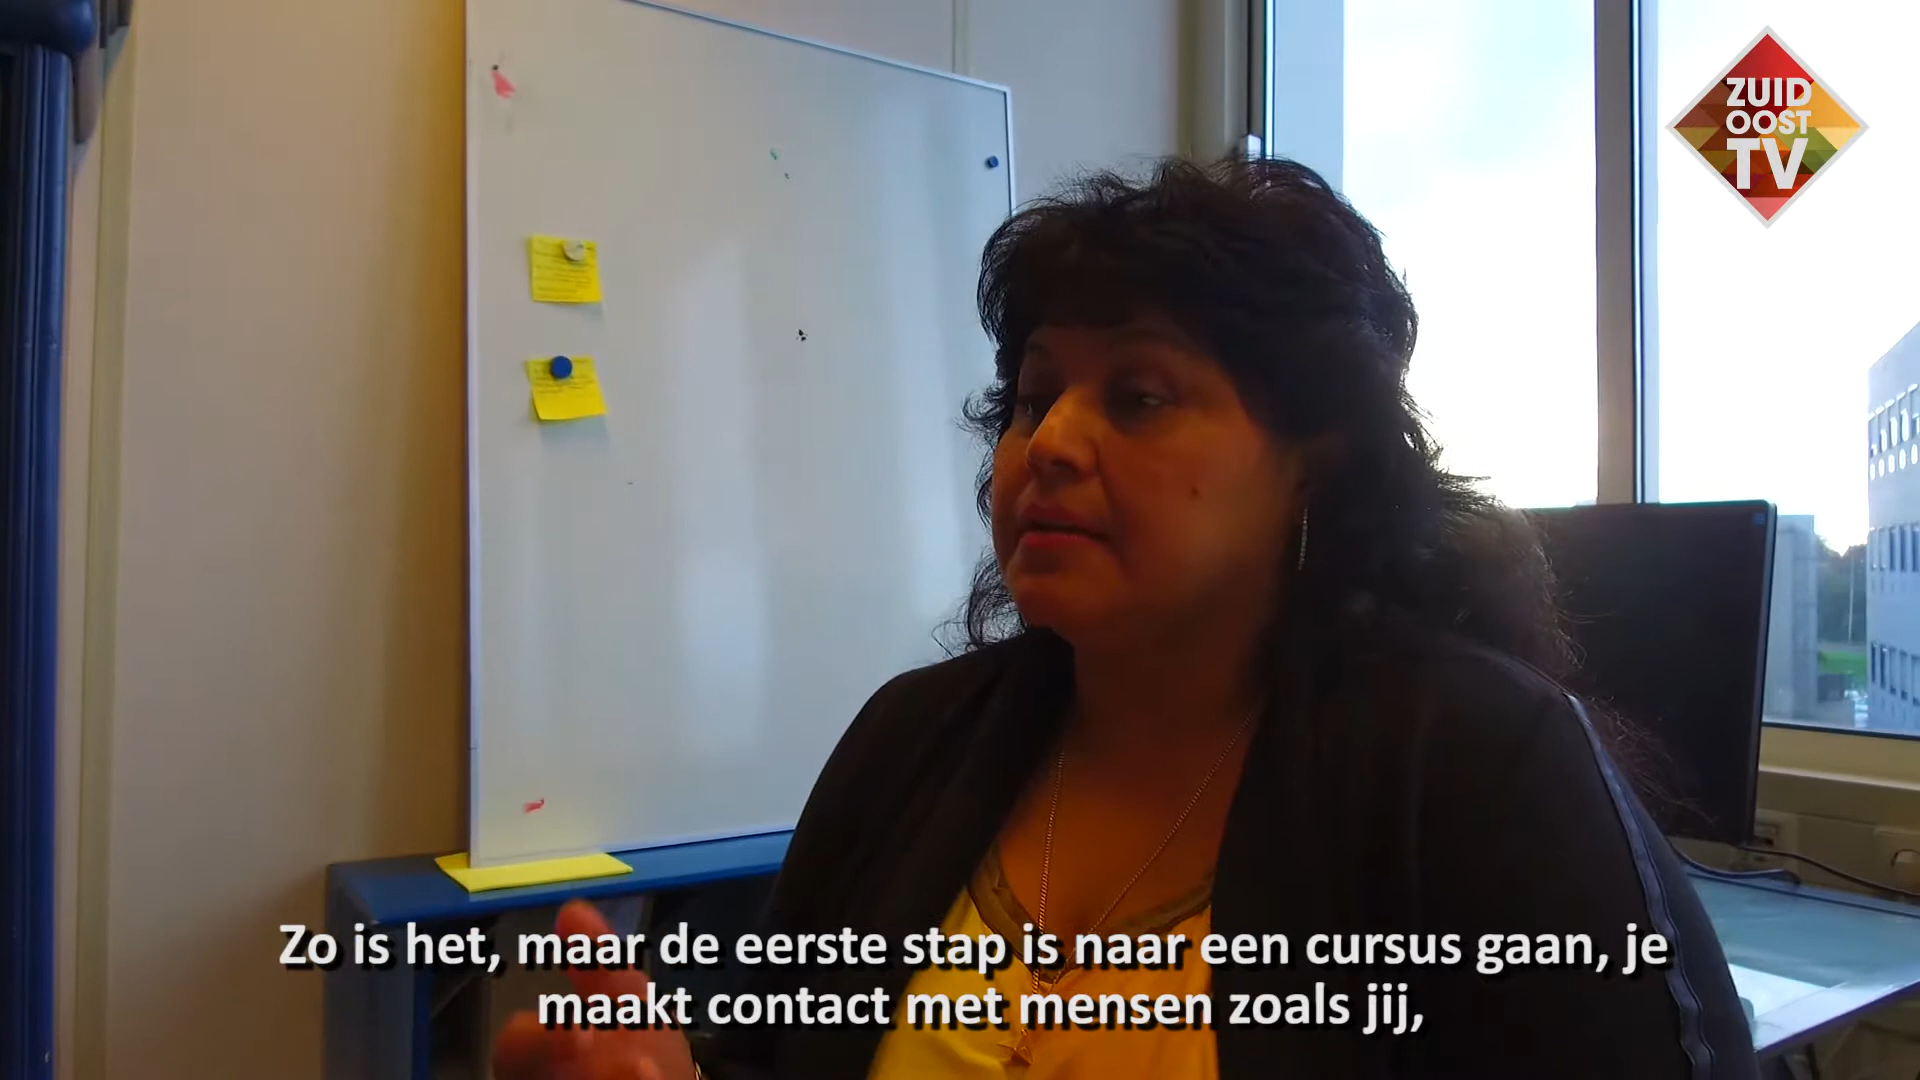 ZUID
OOST
TV
Zo is het, maar de eerste stap is naar een cursus gaan, je
maakt contact met mensen zoals jij,